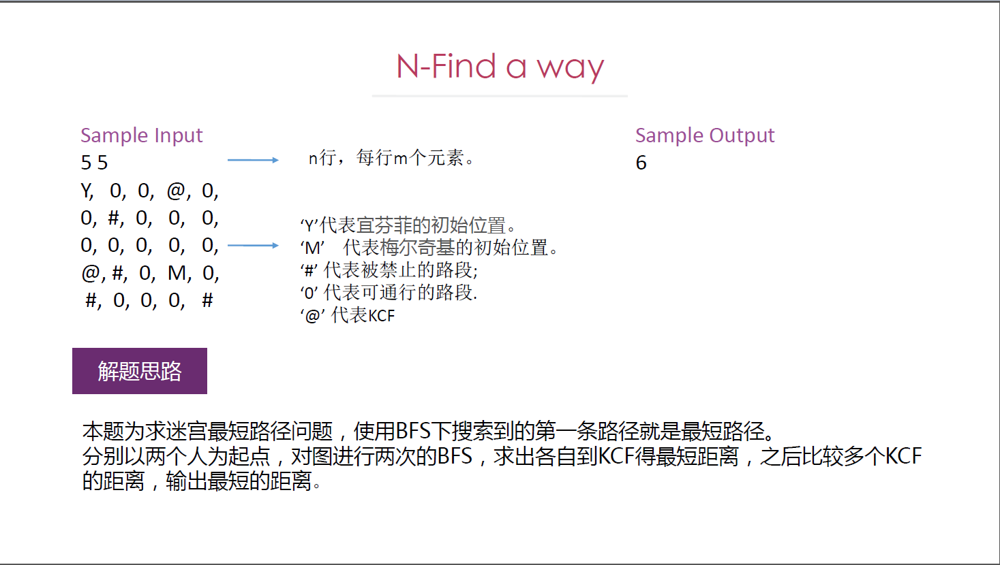 N-Find a way
Sample Input
5 5
Y, 0, 0, @, 0,
0, #, 0, 0, 0,
0, 0, 0, 0, 0,
@, #, 0, M, 0,
#, 0, 0, 0, #
n行，每行m个元素。
‘Y’代表宜芬菲的初始位置。
‘M’ 代表梅尔奇基的初始位置。
‘#’ 代表被禁止的路段;
‘0’ 代表可通行的路段.
‘@’ 代表KCF
Sample Output
6
解题思路
本题为求迷宫最短路径问题，使用BFS下搜索到的第一条路径就是最短路径。
分别以两个人为起点，对图进行两次的BFS，求出各自到KCF得最短距离，之后比较多个KCF
的距离，输出最短的距离。